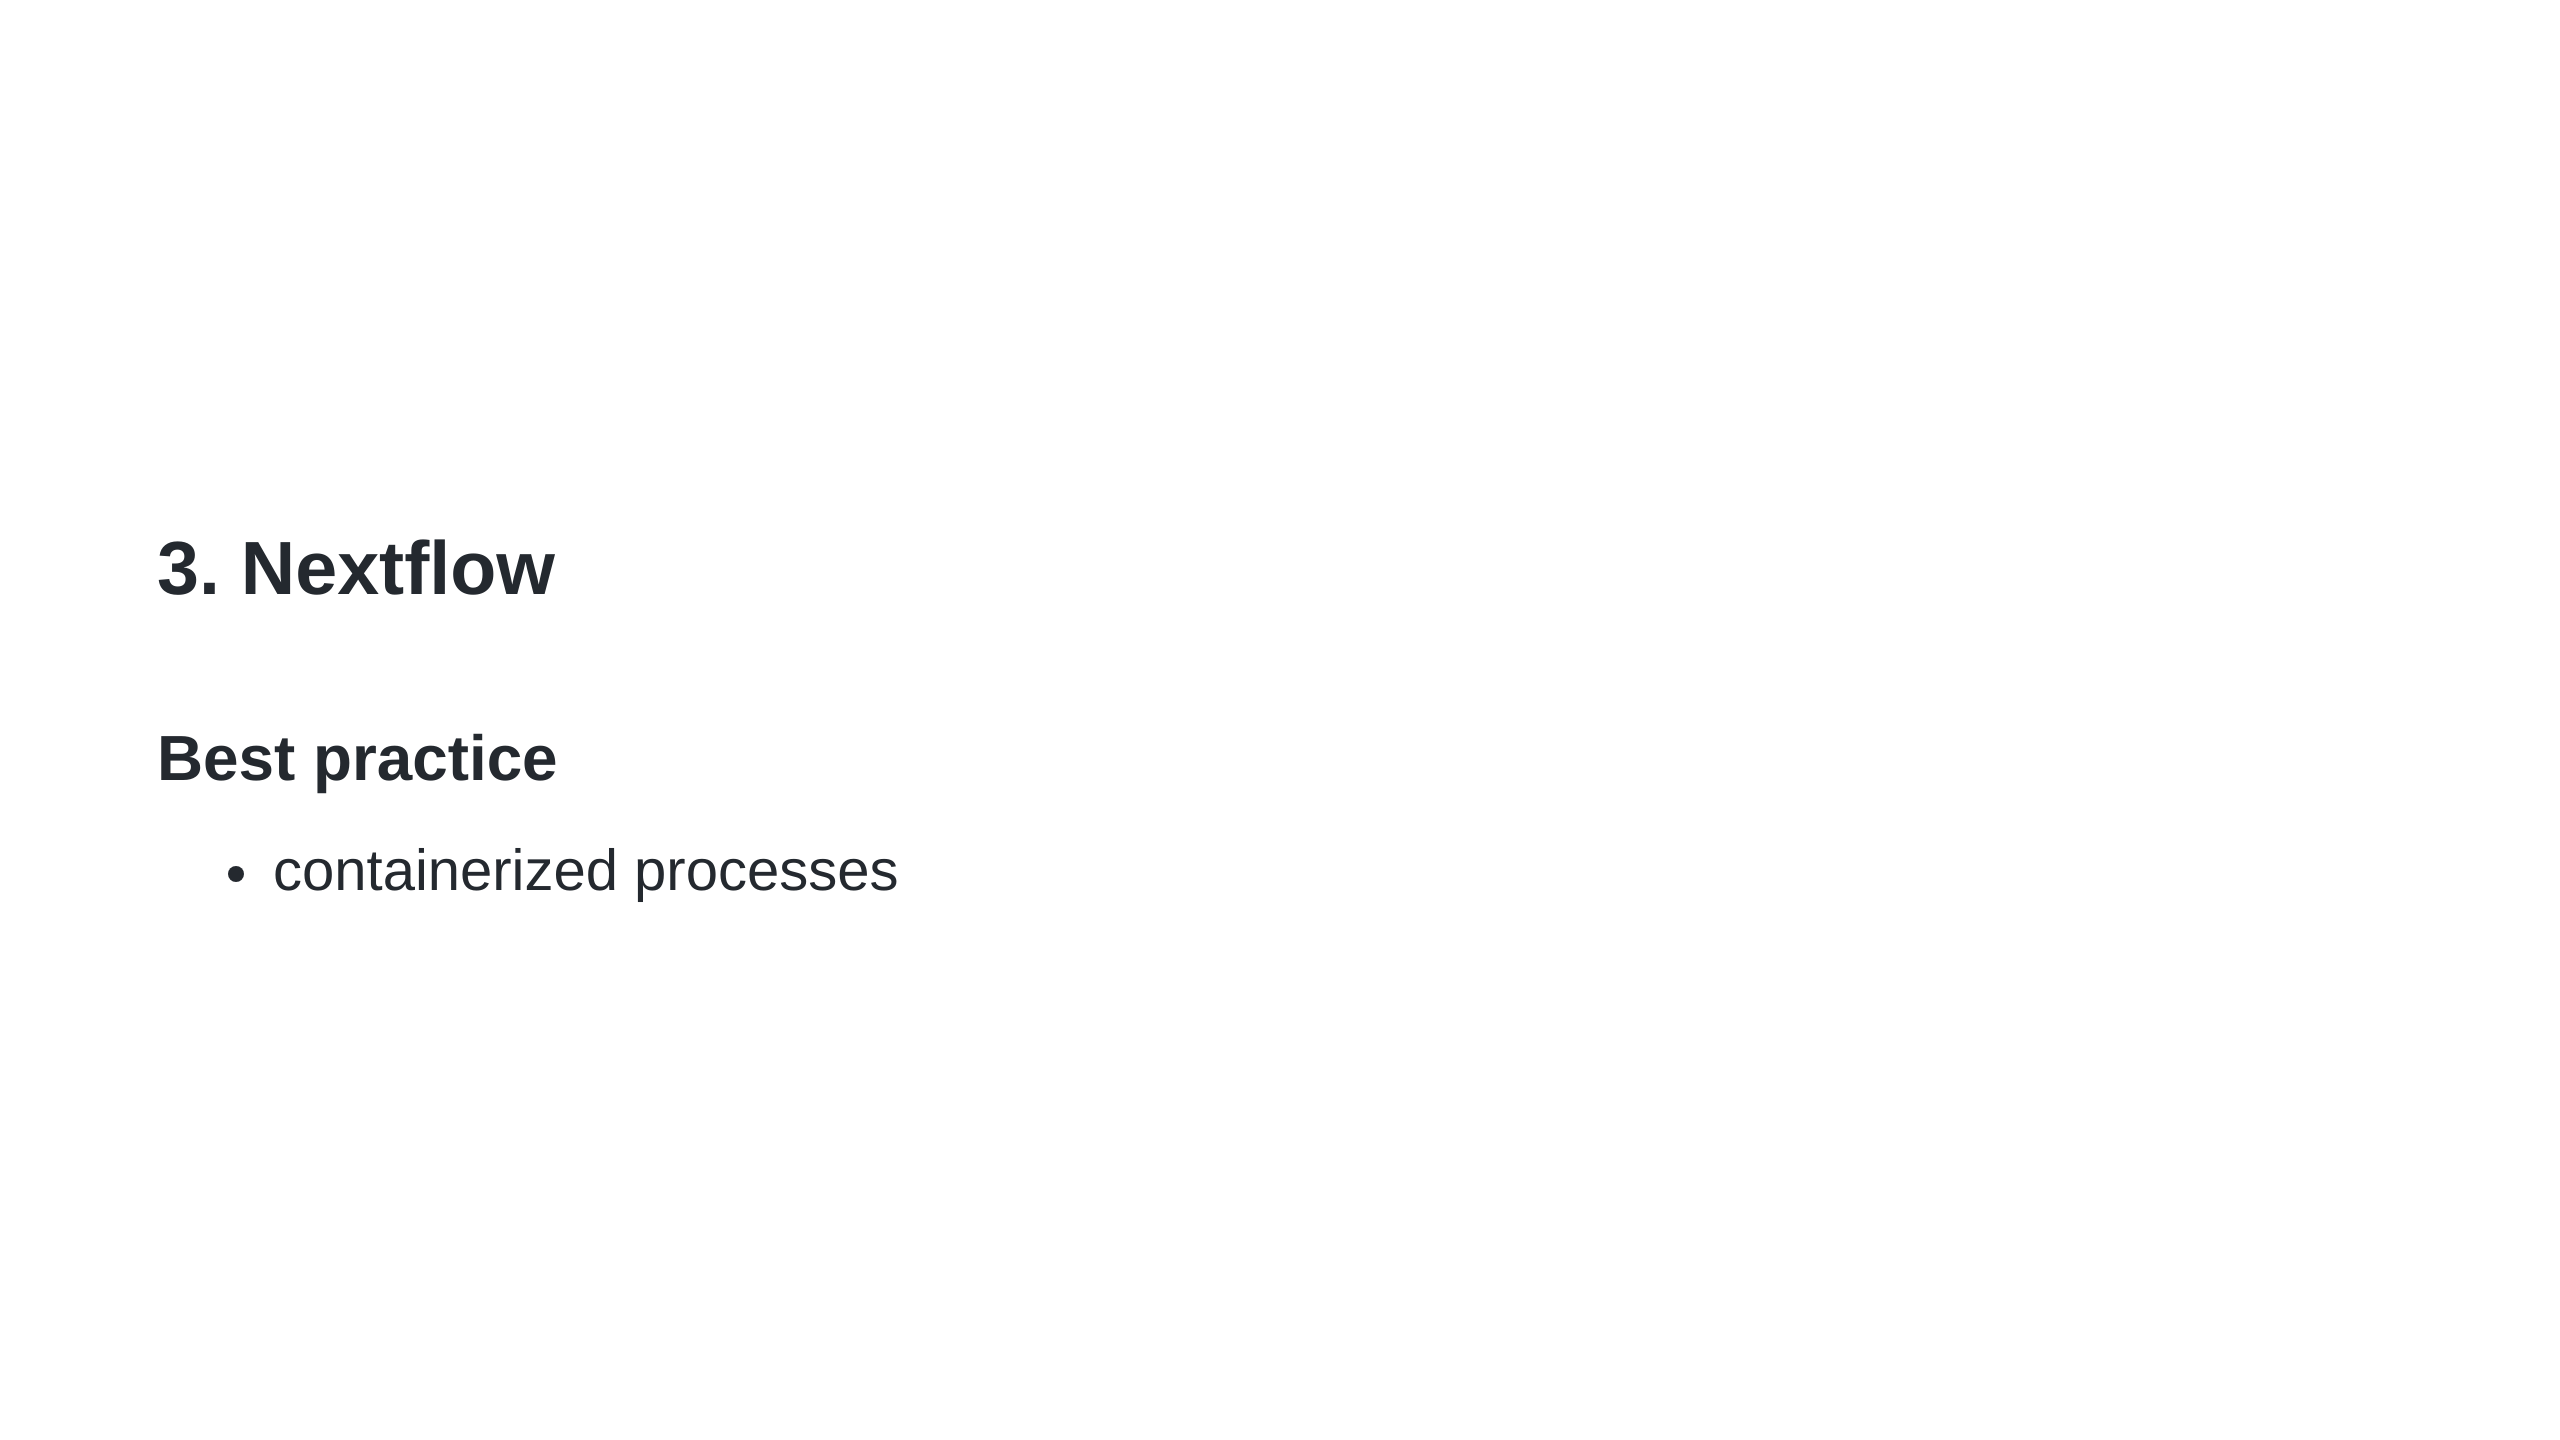 3. Nextflow
Best practice
• containerized processes